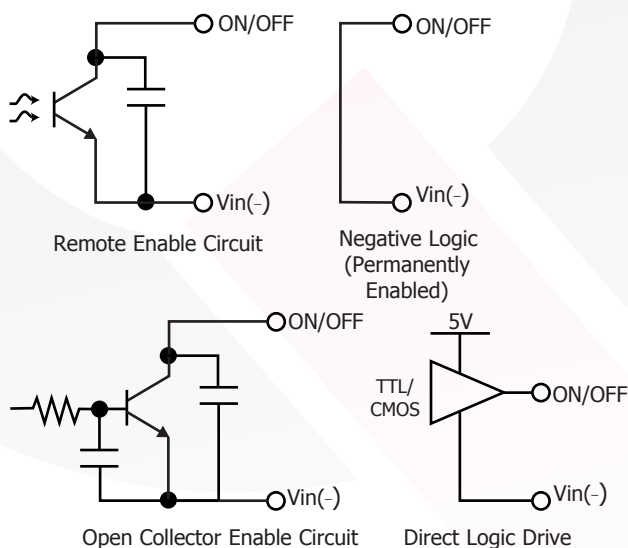 ON/OFF
Vin(–)
Remote Enable Circuit
ON/OFF
Vin(–)
Negative Logic
(Permanently
Enabled)
ON/OFF
Vin(–)
Open Collector Enable Circuit
5V
TTL/
CMOS
ON/OFF
Vin(–)
Direct Logic Drive